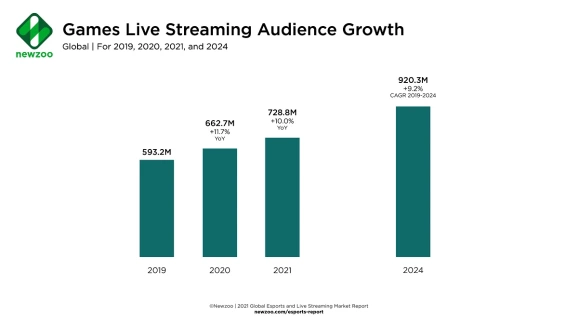 newzoo
Games Live Streaming Audience Growth
Global | For 2019, 2020, 2021, and 2024
593.2M
662.7M
+11.7%
YoY
728.8M
+10.0%
YoY
920.3M
+9.2%
CAGR 2019-2024
2019
2020
2021
2024
©Newzoo | 2021 Global Esports and Live Streaming Market Report
newzoo.com/esports-report